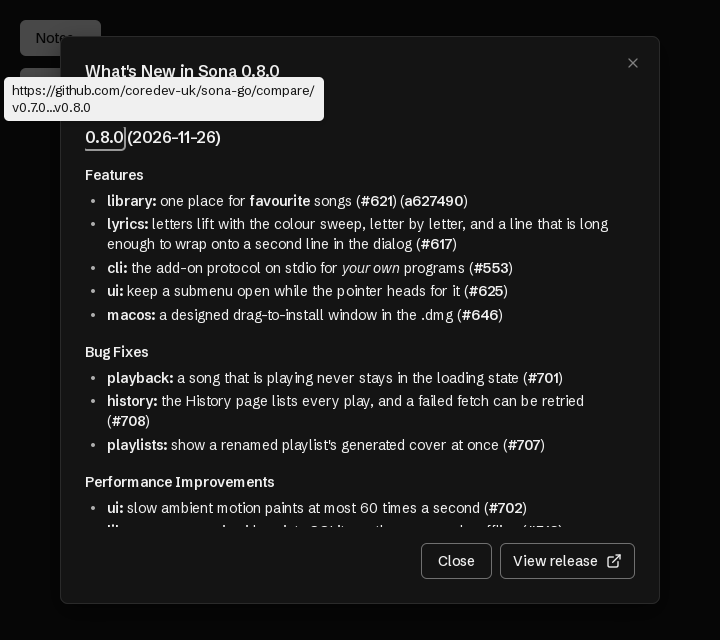 Notes
What's New in Sona 0.8.0
https://github.com/coredev-uk/sona-go/compare/
v0.7.0...v0.8.0
0.8.0 (2026-11-26)
Features
• library: one place for favourite songs (#621) (a627490)
• lyrics: letters lift with the colour sweep, letter by letter, and a line that is long
enough to wrap onto a second line in the dialog (#617)
• cli: the add-on protocol on stdio for your own programs (#553)
• ui: keep a submenu open while the pointer heads for it (#625)
• macos: a designed drag-to-install window in the .dmg (#646)
Bug Fixes
• playback: a song that is playing never stays in the loading state (#701)
• history: the History page lists every play, and a failed fetch can be retried
(#708)
• playlists: show a renamed playlist's generated cover at once (#707)
Performance Improvements
• ui: slow ambient motion paints at most 60 times a second (#702)
Close
View release